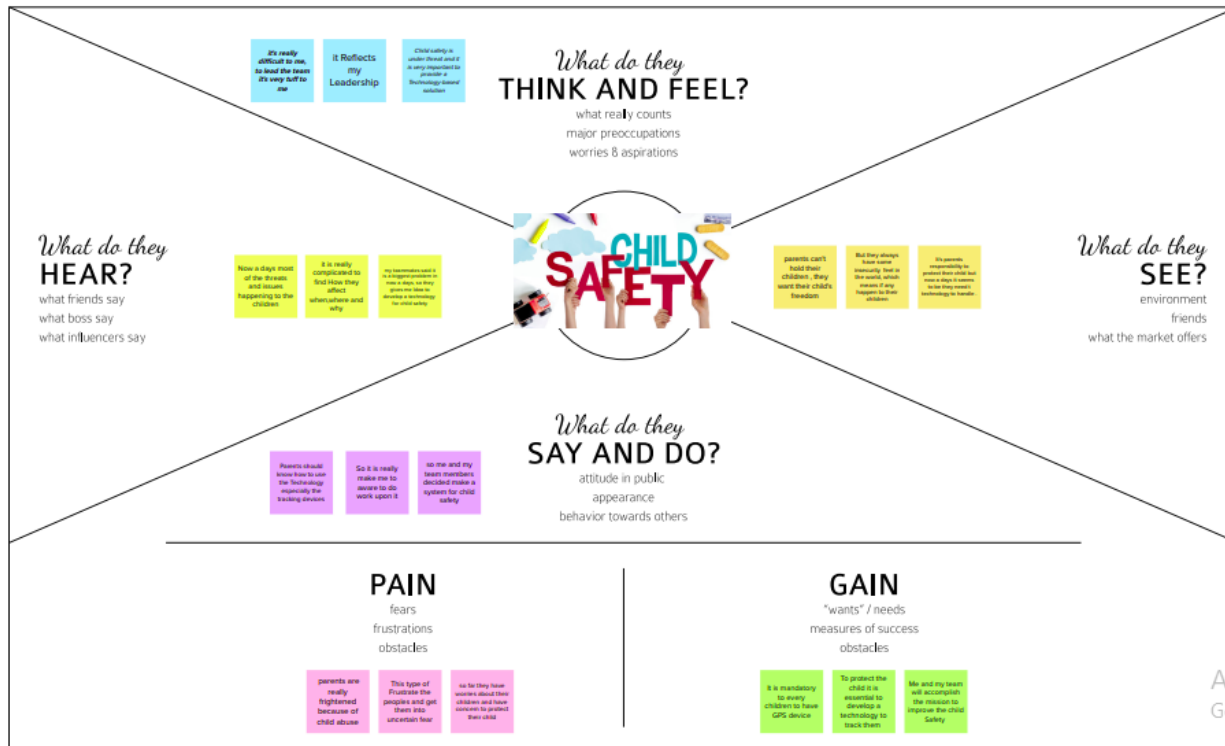 it's really
difficult to me,
to lead the team
it's very tuff to
me
it Reflects
my
Leadership
Child safety is
under threat and it
is very important to
provide a
Technology-based
solution
What do they
THINK AND FEEL?
what really counts
major preoccupations
worries & aspirations
What do they
HEAR?
what friends say
what boss say
what influencers say
Now a days most
of the threats
and issues
happening to the
children
it is really
complicated to
find How they
affect
when,where and
why
my teammates said it
is a biggest problem in
now a days, so they
gives me idea to
develop a technology
for child safety
CHILD
SAFETY
parents can't
hold their
children , they
want their child's
freedom
But they always
have some
insecurity feel in
the world, which
means if any
happen to their
children
It's parents
responsibility to
protect their child but
now a days it seems
to be they need's
technology to handle.
What do they
SEE?
environment
friends
what the market offers
What do they
SAY AND DO?
attitude in public
appearance
behavior towards others
Parents should
know how to use
the Technology
especially the
tracking devices
So it is really
make me to
aware to do
work upon it
so me and my
team members
decided make a
system for child
safety
PAIN
fears
frustrations
obstacles
parents are
really
frightened
because of
child abuse
This type of
Frustrate the
peoples and get
them into
uncertain fear
so far they have
worries about their
children and have
concern to protect
their child
GAIN
"wants" / needs
measures of success
obstacles
It is mandatory
to every
children to have
GPS device
To protect the
child it is
essential to
develop a
technology to
track them
Me and my team
will accomplish
the mission to
improve the child
Safety